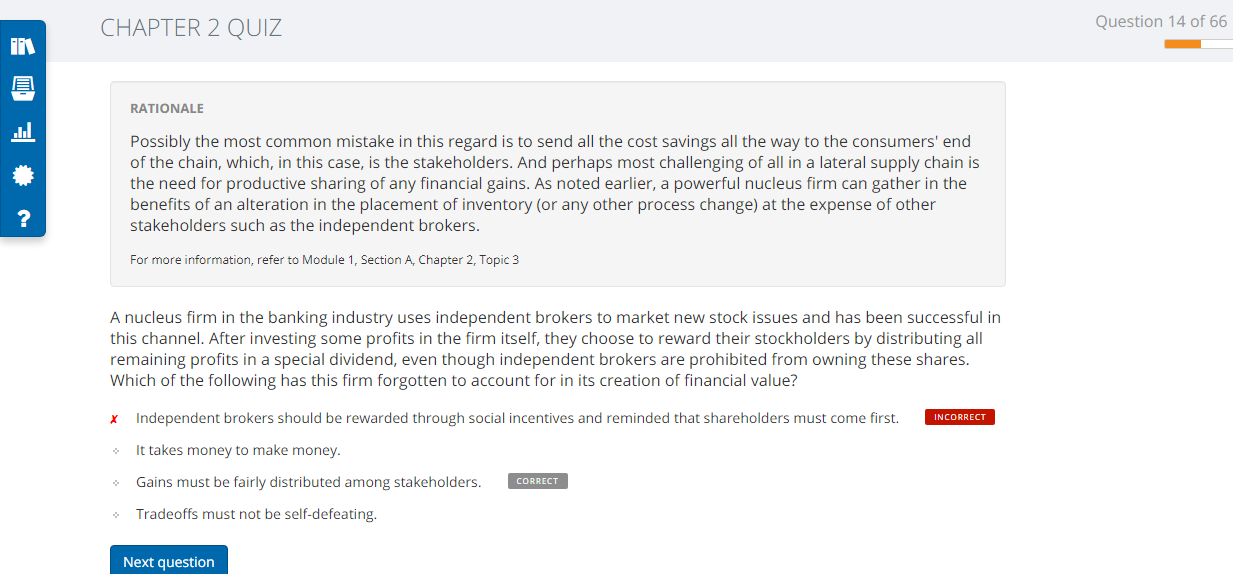 CHAPTER 2 QUIZ
Question 14 of 66
RATIONALE
Possibly the most common mistake in this regard is to send all the cost savings all the way to the consumers' end
of the chain, which, in this case, is the stakeholders. And perhaps most challenging of all in a lateral supply chain is
the need for productive sharing of any financial gains. As noted earlier, a powerful nucleus firm can gather in the
benefits of an alteration in the placement of inventory (or any other process change) at the expense of other
stakeholders such as the independent brokers.
For more information, refer to Module 1, Section A, Chapter 2, Topic 3
A nucleus firm in the banking industry uses independent brokers to market new stock issues and has been successful in
this channel. After investing some profits in the firm itself, they choose to reward their stockholders by distributing all
remaining profits in a special dividend, even though independent brokers are prohibited from owning these shares.
Which of the following has this firm forgotten to account for in its creation of financial value?
✗ Independent brokers should be rewarded through social incentives and reminded that shareholders must come first. INCORRECT
It takes money to make money.
Gains must be fairly distributed among stakeholders. CORRECT
Tradeoffs must not be self-defeating.
Next question
?